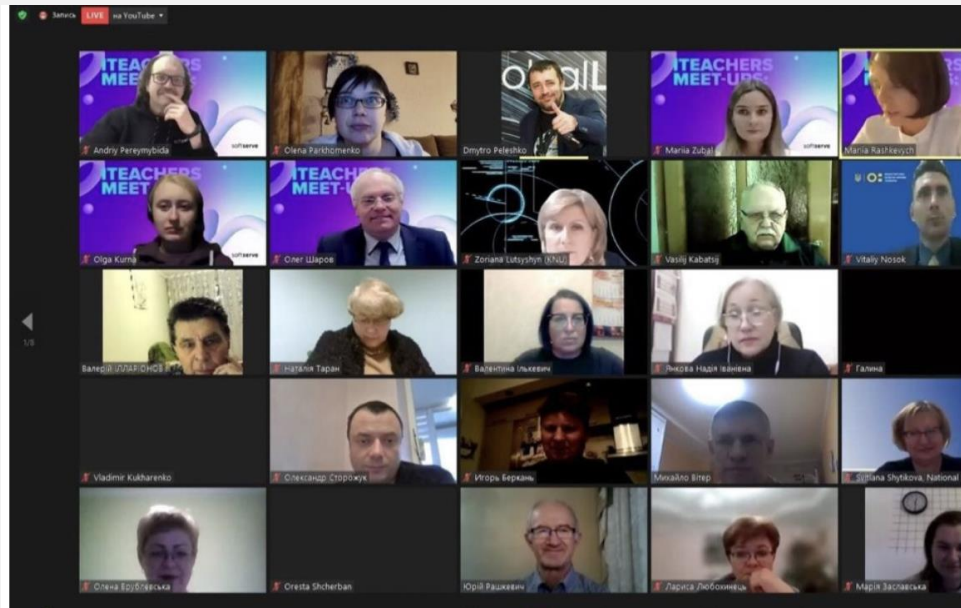 Запись LIVE на YouTube
ITEACHERS
MEET-UPS:
softserve
Andriy Pereymybida
Olena Parkhomenko
Dmytro Peleshko
ITEACHERS
MEET-UPS:
softserve
Mariia Zubal
Mariia Rashkevych
ITEACHERS
MEET-
softserve
Olga Kurna
ITEACHERS
MEET-U
Олег Шаров
Zoriana Lutsyshyn (KNU)
Vasilij Kabatsij
Vitaliy Nosok
1/8
Валерій ІЛЛАРІОНОВ
Наталія Таран
Валентина Ількевич
Янкова Надія Іванівна
Галина
Vladimir Kukharenko
Олександр Сторожук
Игорь Беркань
Михайло Вітер
Svitlana Shytikova, National
Олена Врублевська
Oresta Shcherban
Юрій Рашкевич
Лариса Любохинець
Марія Заславська